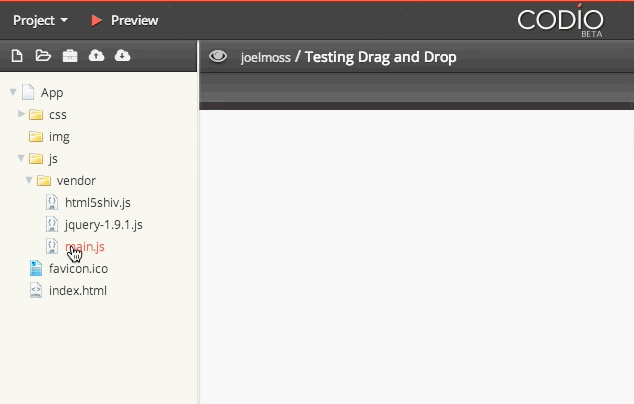 Project Preview CODIO
BETA
joelmoss / Testing Drag and Drop
App
css
img
js
vendor
html5shiv.js
jquery-1.9.1.js
main.js
favicon.ico
index.html